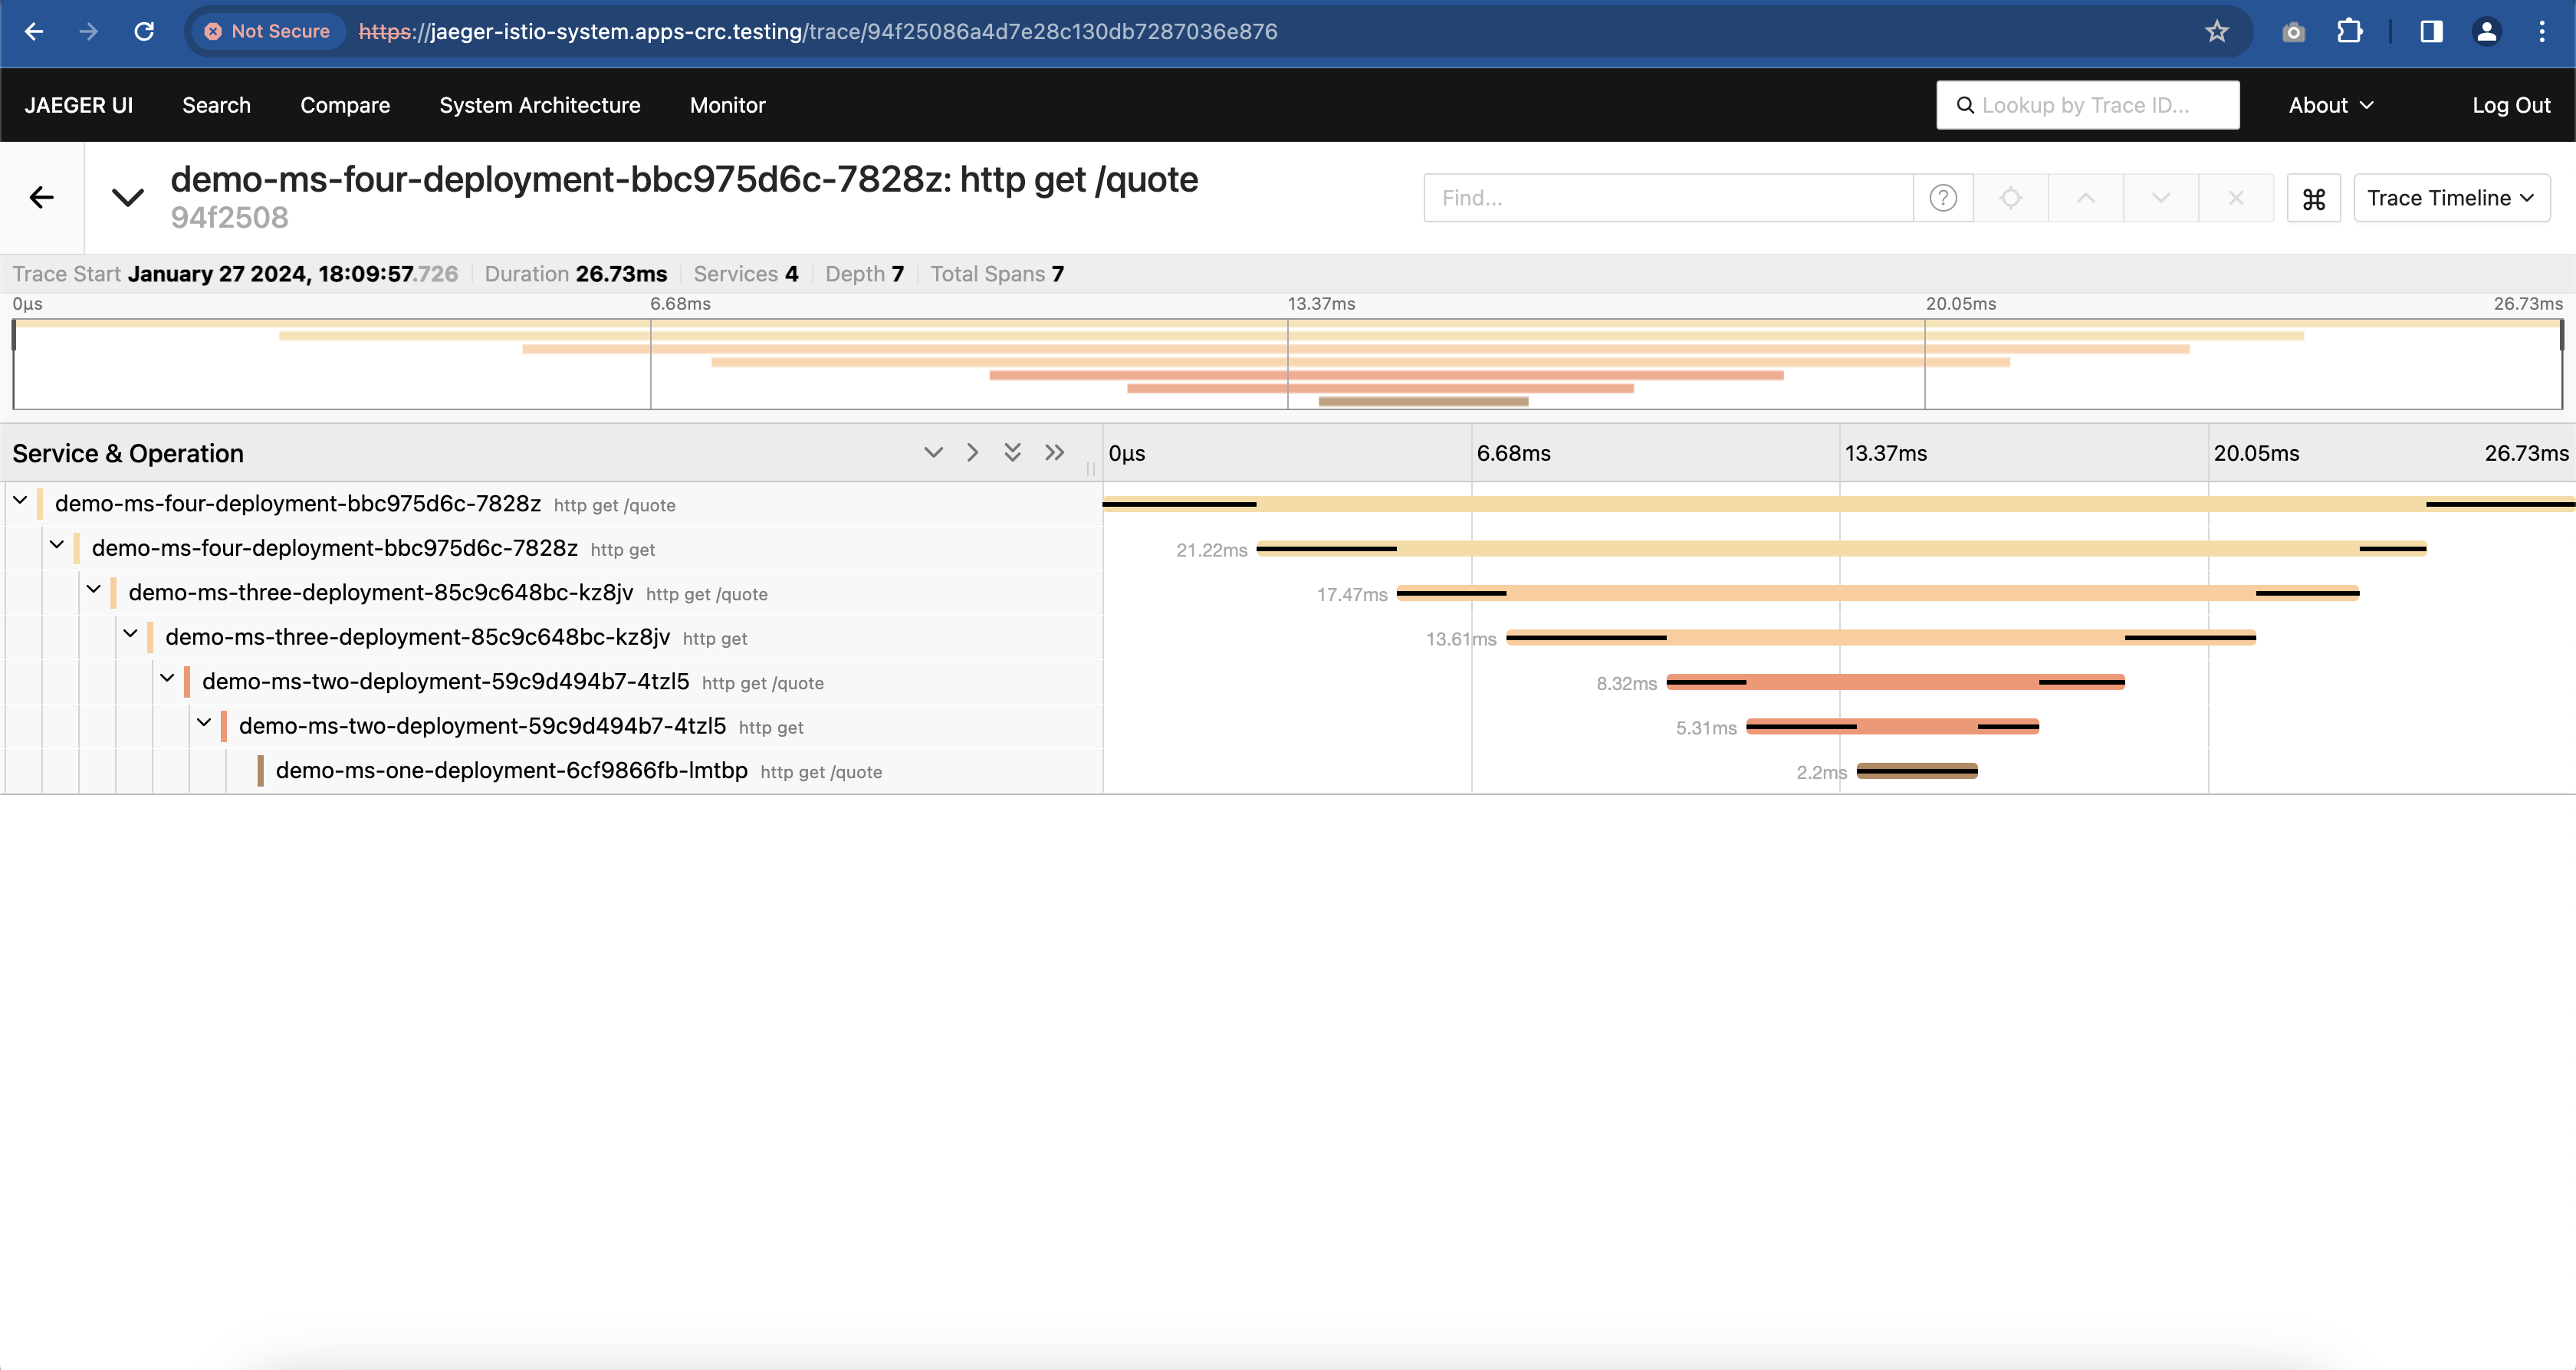 Not Secure https://jaeger-istio-system.apps-crc.testing/trace/94f25086a4d7e28c130db7287036e876
JAEGER UI Search Compare System Architecture Monitor Lookup by Trace ID... About Log Out
demo-ms-four-deployment-bbc975d6c-7828z: http get /quote
94f2508
Find... ? ⌘ Trace Timeline
Trace Start January 27 2024, 18:09:57.726 Duration 26.73ms Services 4 Depth 7 Total Spans 7
0μs 6.68ms 13.37ms 20.05ms 26.73ms
Service & Operation 0μs 6.68ms 13.37ms 20.05ms 26.73ms
demo-ms-four-deployment-bbc975d6c-7828z http get /quote
demo-ms-four-deployment-bbc975d6c-7828z http get 21.22ms
demo-ms-three-deployment-85c9c648bc-kz8jv http get /quote 17.47ms
demo-ms-three-deployment-85c9c648bc-kz8jv http get 13.61ms
demo-ms-two-deployment-59c9d494b7-4tzl5 http get /quote 8.32ms
demo-ms-two-deployment-59c9d494b7-4tzl5 http get 5.31ms
demo-ms-one-deployment-6cf9866fb-lmtbp http get /quote 2.2ms